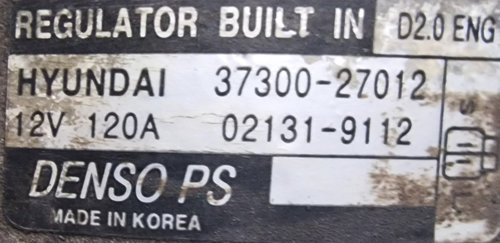 REGULATOR BUILT IN D2.0 ENG
HYUNDAI 37300-27012
12V 120A 02131-9112
DENSO PS
MADE IN KOREA